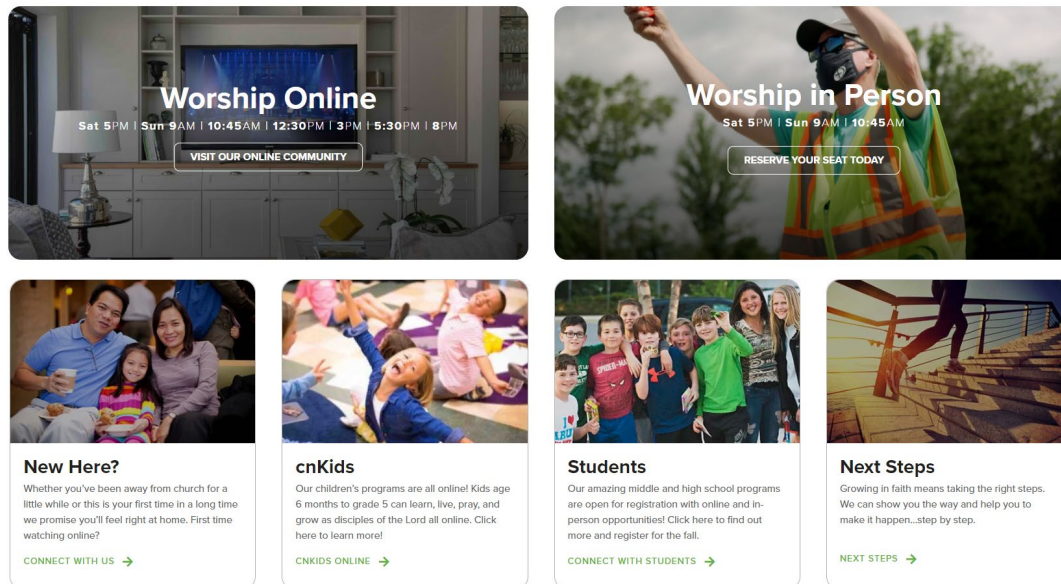 Worship Online
Sat 5PM | Sun 9AM | 10:45AM | 12:30PM | 3PM | 5:30PM | 8PM
VISIT OUR ONLINE COMMUNITY
Worship in Person
Sat 5PM | Sun 9AM | 10:45AM
RESERVE YOUR SEAT TODAY
SPIDER-MA
New Here?
Whether you've been away from church for a
little while or this is your first time in a long time
we promise you'll feel right at home. First time
watching online?
CONNECT WITH US →
cnKids
Our children's programs are all online! Kids age
6 months to grade 5 can learn, live, pray, and
grow as disciples of the Lord all online. Click
here to learn more!
CNKIDS ONLINE →
Students
Our amazing middle and high school programs
are open for registration with online and in-
person opportunities! Click here to find out
more and register for the fall.
CONNECT WITH STUDENTS →
Next Steps
Growing in faith means taking the right steps.
We can show you the way and help you to
make it happen...step by step.
NEXT STEPS →